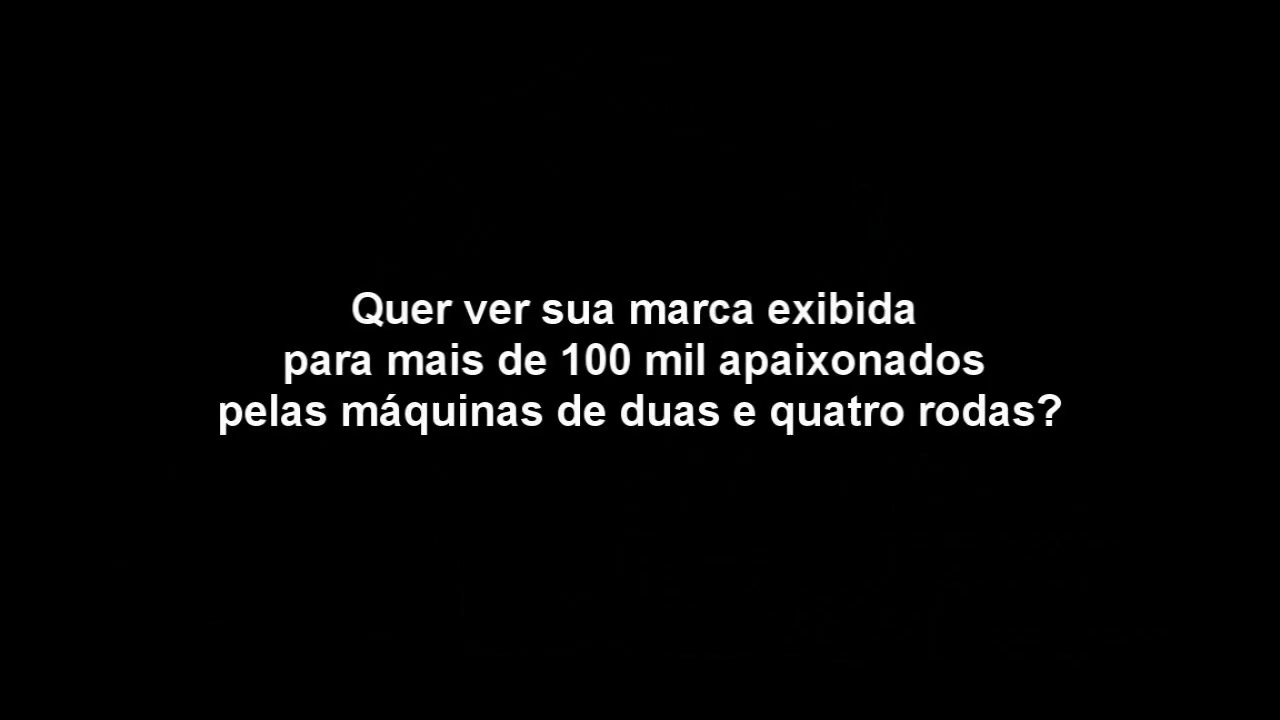 Quer ver sua marca exibida
para mais de 100 mil apaixonados
pelas máquinas de duas e quatro rodas?